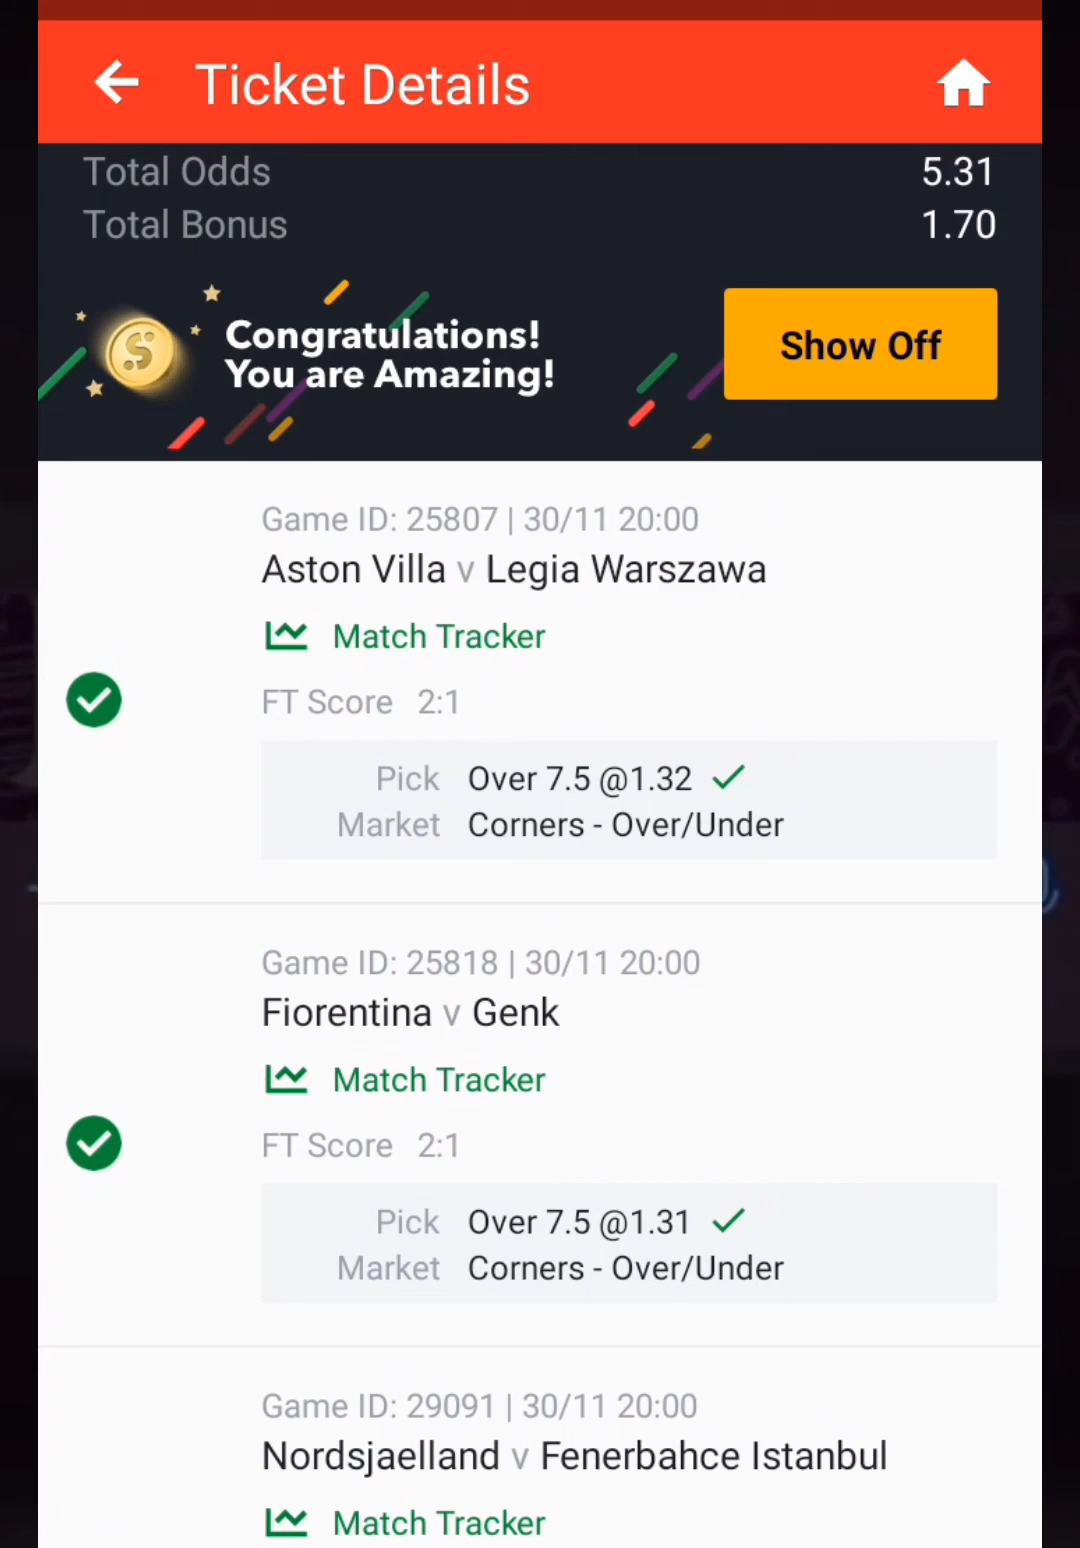 Ticket Details
Total Odds 5.31
Total Bonus 1.70
Congratulations!
You are Amazing!
Show Off
Game ID: 25807 | 30/11 20:00
Aston Villa v Legia Warszawa
Match Tracker
FT Score 2:1
Pick Over 7.5 @1.32
Market Corners - Over/Under
Game ID: 25818 | 30/11 20:00
Fiorentina v Genk
Match Tracker
FT Score 2:1
Pick Over 7.5 @1.31
Market Corners - Over/Under
Game ID: 29091 | 30/11 20:00
Nordsjaelland v Fenerbahce Istanbul
Match Tracker